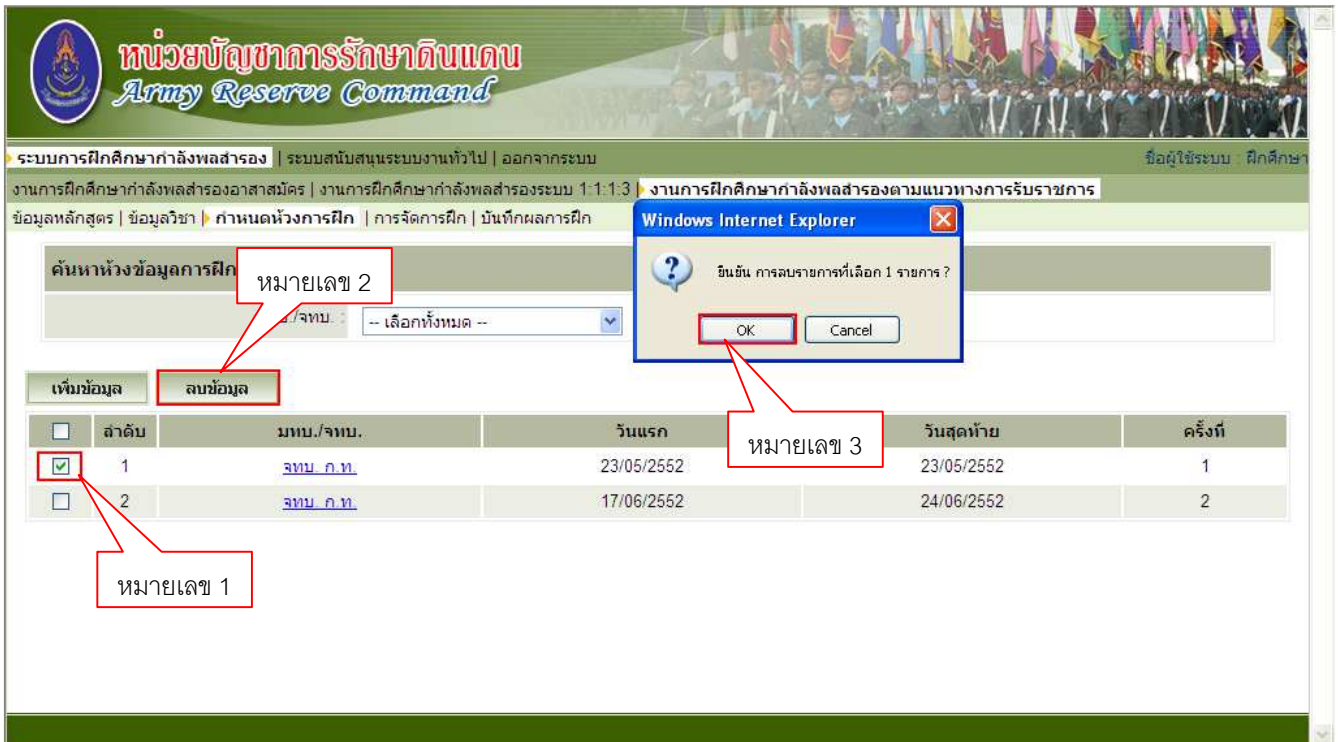 หน่วยบัญชาการรักษาดินแดน
Army Reserve Command
ระบบการฝึกศึกษากำลังพลสำรอง | ระบบสนับสนุนระบบงานทั่วไป | ออกจากระบบ ชื่อผู้ใช้ระบบ : ฝึกศึกษา
งานการฝึกศึกษากำลังพลสำรองอาสาสมัคร | งานการฝึกศึกษากำลังพลสำรองระบบ 1:1:1:3 | งานการฝึกศึกษากำลังพลสำรองตามแนวทางการรับราชการ
ข้อมูลหลักสูตร | ข้อมูลวิชา | กำหนดห้วงการฝึก | การจัดการฝึก | บันทึกผลการฝึก
Windows Internet Explorer
ยืนยัน การลบรายการที่เลือก 1 รายการ ?
OK Cancel
ค้นหาห้วงข้อมูลการฝึก
หมายเลข 2
./จทบ. : -- เลือกทั้งหมด --
เพิ่มข้อมูล ลบข้อมูล
ลำดับ มทบ./จทบ. วันแรก วันสุดท้าย ครั้งที่
หมายเลข 3
1 จทบ. ก.ท. 23/05/2552 23/05/2552 1
2 จทบ. ก.ท. 17/06/2552 24/06/2552 2
หมายเลข 1